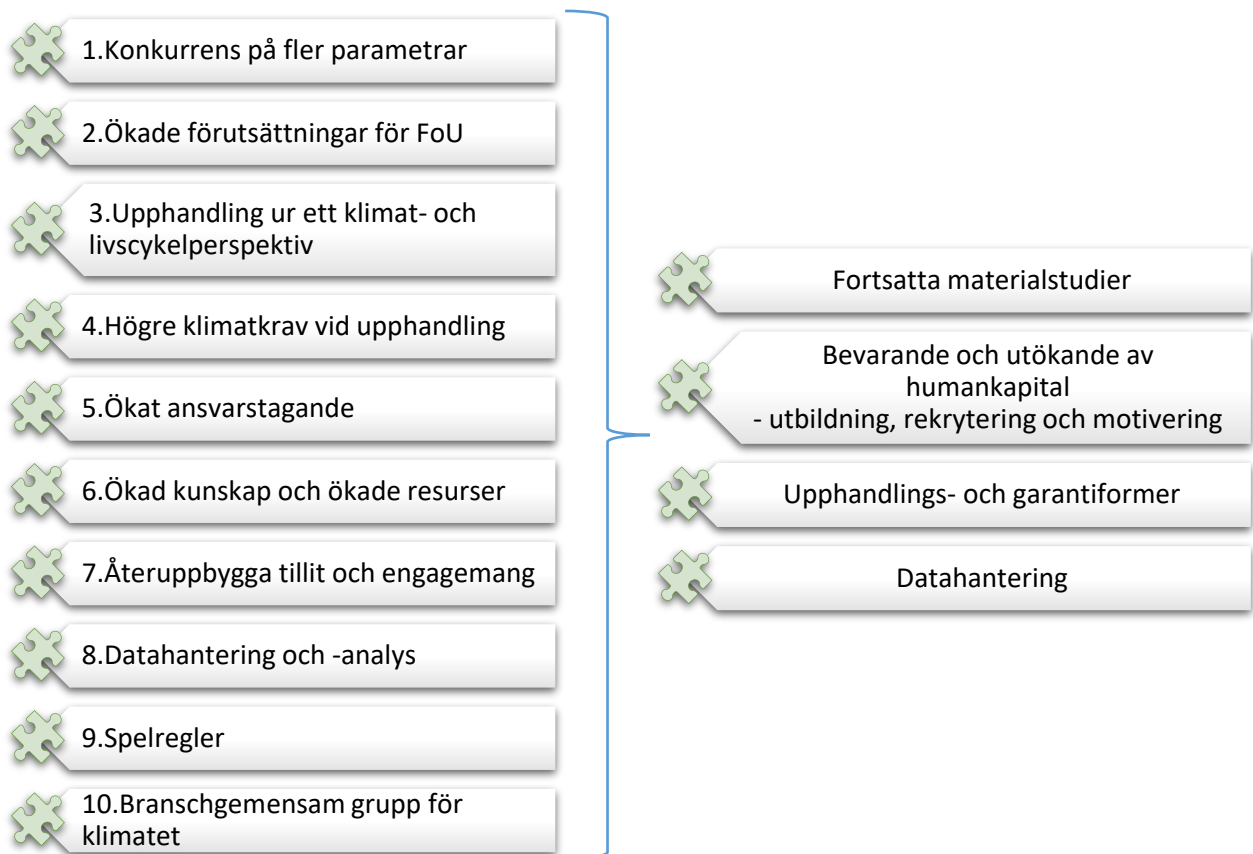 1.Konkurrens på fler parametrar
2.Ökade förutsättningar för FoU
3.Upphandling ur ett klimat- och
livscykelperspektiv
4.Högre klimatkrav vid upphandling
5.Ökat ansvarstagande
6.Ökad kunskap och ökade resurser
7.Återuppbygga tillit och engagemang
8.Datahantering och -analys
9.Spelregler
10.Branschgemensam grupp för
klimatet
Fortsatta materialstudier
Bevarande och utökande av
humankapital
- utbildning, rekrytering och motivering
Upphandlings- och garantiformer
Datahantering